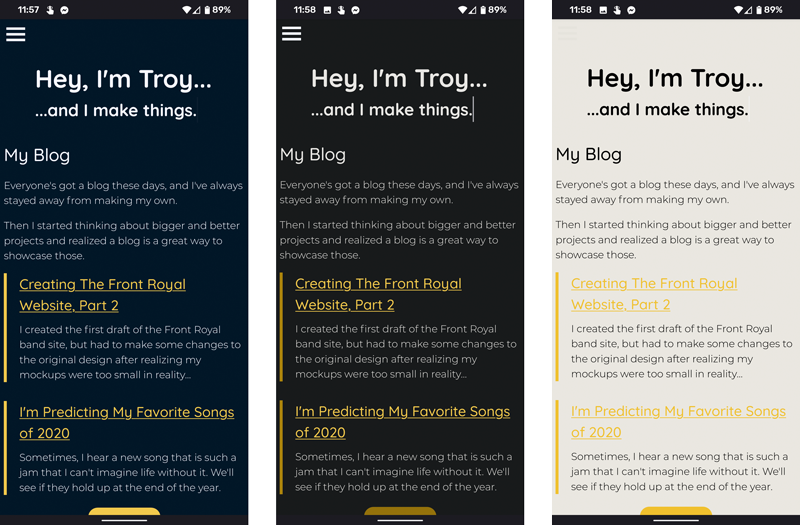 11:57
89%
Hey, I'm Troy...
...and I make things.
My Blog
Everyone's got a blog these days, and I've always
stayed away from making my own.
Then I started thinking about bigger and better
projects and realized a blog is a great way to
showcase those.
Creating The Front Royal
Website, Part 2
I created the first draft of the Front Royal
band site, but had to make some changes to
the original design after realizing my
mockups were too small in reality...
I'm Predicting My Favorite Songs
of 2020
Sometimes, I hear a new song that is such a
jam that I can't imagine life without it. We'll
see if they hold up at the end of the year.
11:58
89%
Hey, I'm Troy...
...and I make things.
My Blog
Everyone's got a blog these days, and I've always
stayed away from making my own.
Then I started thinking about bigger and better
projects and realized a blog is a great way to
showcase those.
Creating The Front Royal
Website, Part 2
I created the first draft of the Front Royal
band site, but had to make some changes to
the original design after realizing my
mockups were too small in reality...
I'm Predicting My Favorite Songs
of 2020
Sometimes, I hear a new song that is such a
jam that I can't imagine life without it. We'll
see if they hold up at the end of the year.
11:58
89%
Hey, I'm Troy...
...and I make things.
My Blog
Everyone's got a blog these days, and I've always
stayed away from making my own.
Then I started thinking about bigger and better
projects and realized a blog is a great way to
showcase those.
Creating The Front Royal
Website, Part 2
I created the first draft of the Front Royal
band site, but had to make some changes to
the original design after realizing my
mockups were too small in reality...
I'm Predicting My Favorite Songs
of 2020
Sometimes, I hear a new song that is such a
jam that I can't imagine life without it. We'll
see if they hold up at the end of the year.